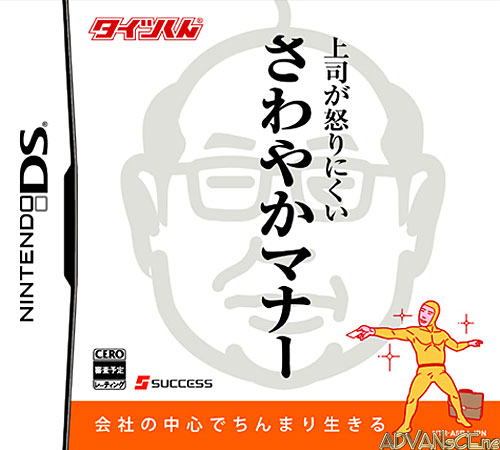 タイツくん®
上司が怒りにくい
さわやかマナー
NINTENDO DS®
CERO
審査予定
レーティング
SUCCESS
会社の中心でちんまり生きる
ADVANsCEne